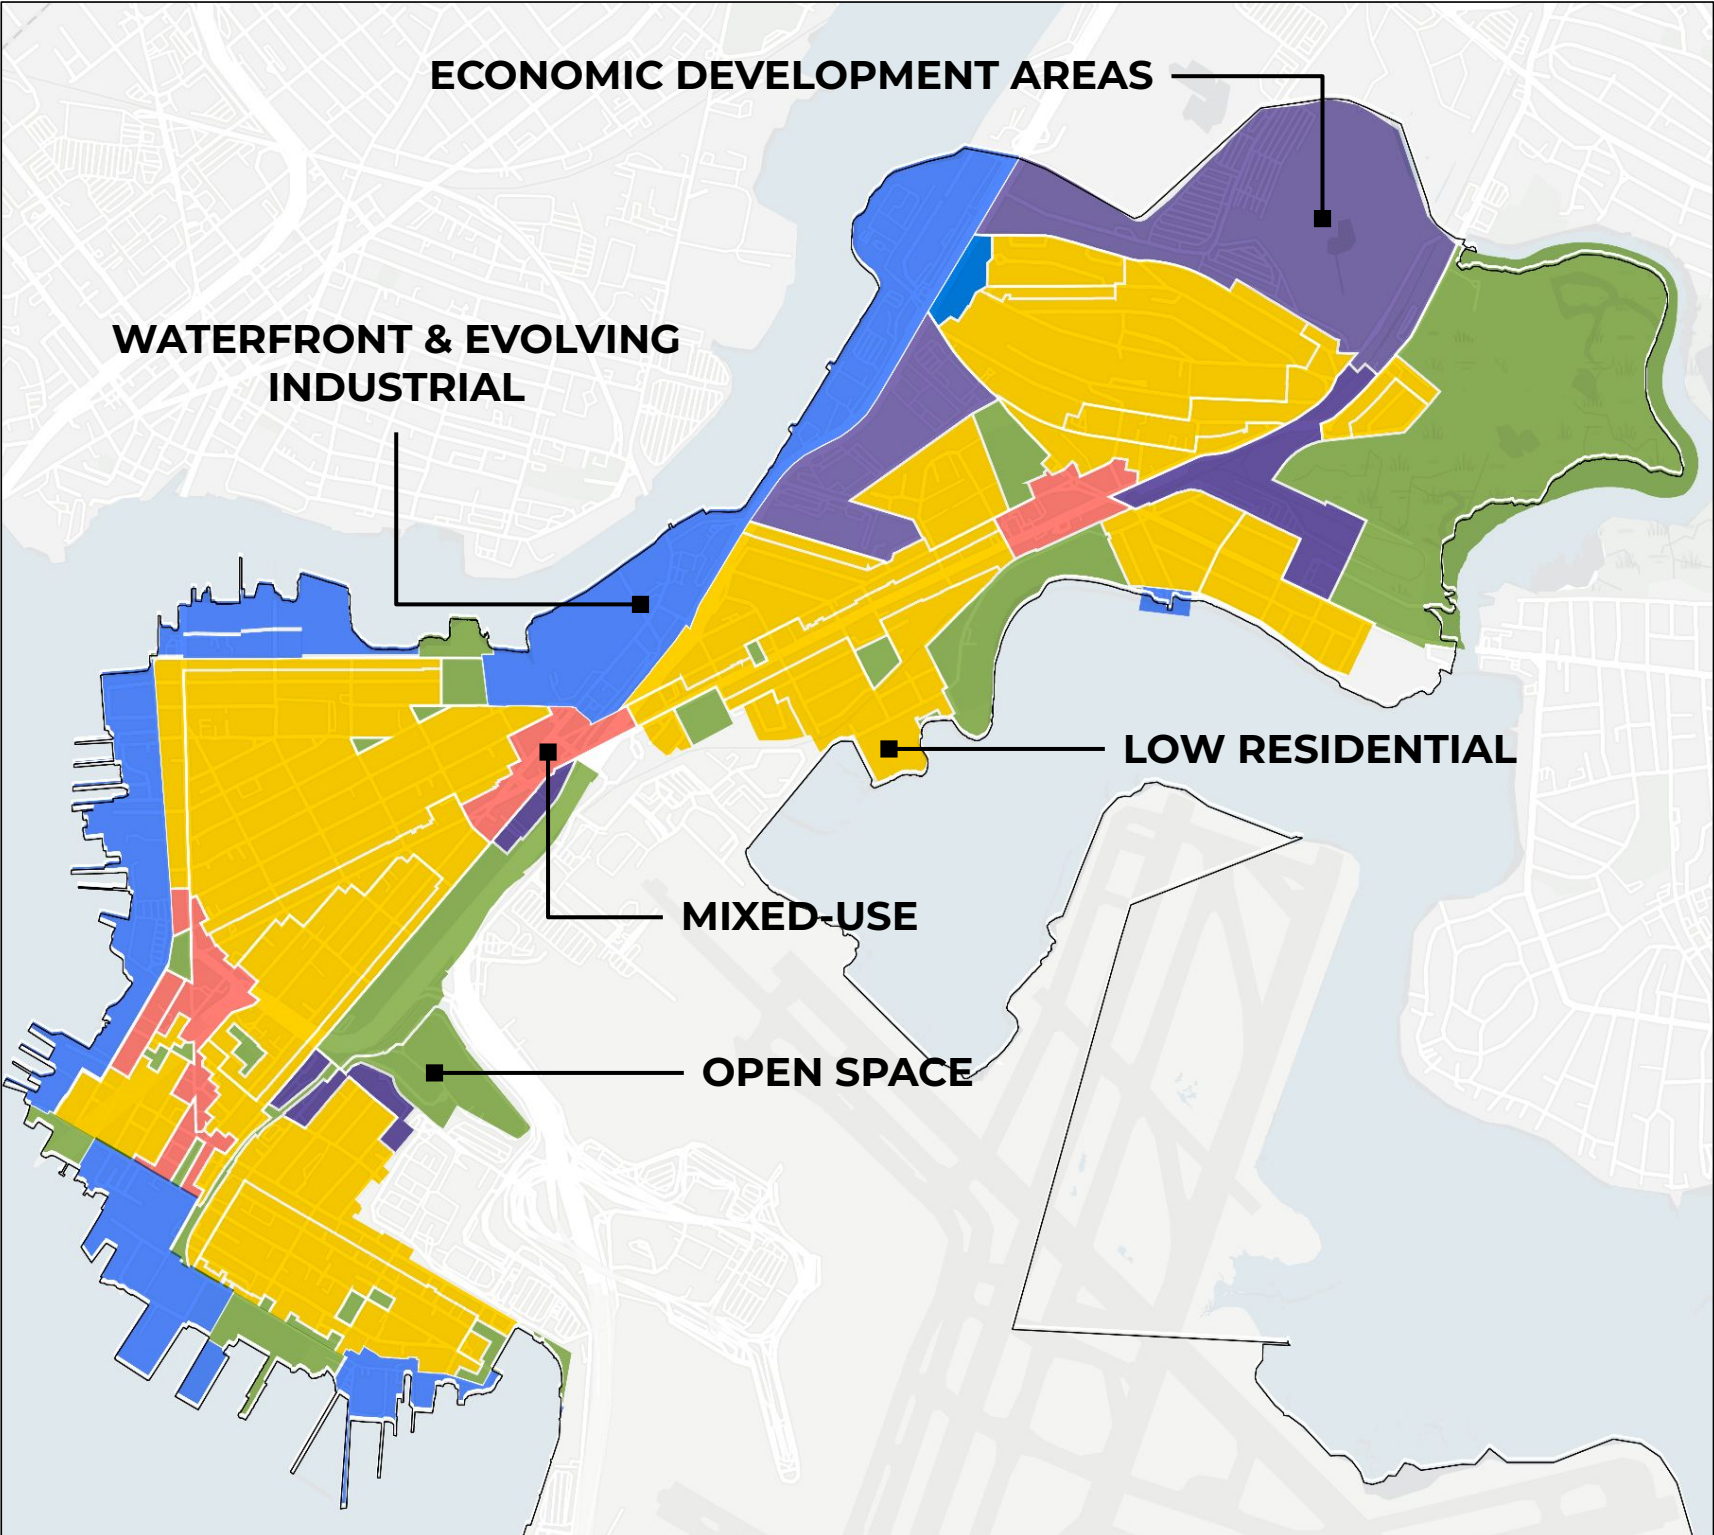 ECONOMIC DEVELOPMENT AREAS
WATERFRONT & EVOLVING
INDUSTRIAL
LOW RESIDENTIAL
MIXED-USE
OPEN SPACE